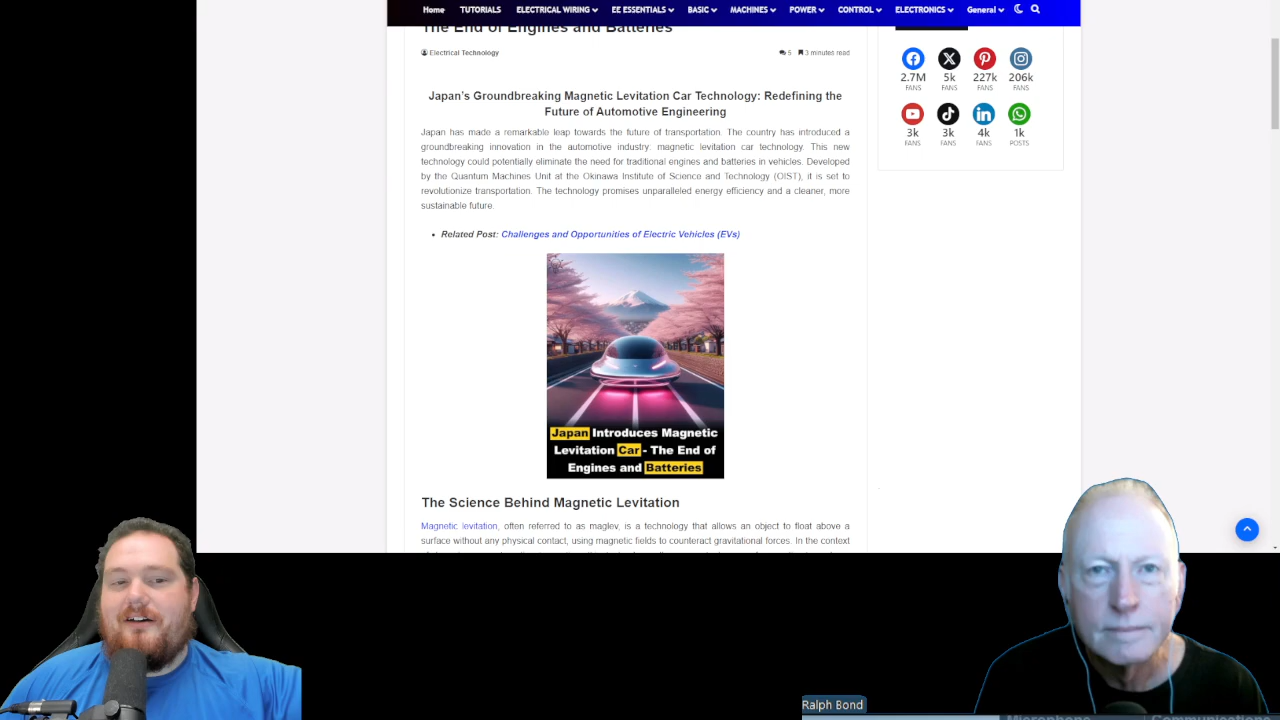 Home TUTORIALS ELECTRICAL WIRING EE ESSENTIALS BASIC MACHINES POWER CONTROL ELECTRONICS General
The End of Engines and Batteries
Electrical Technology 5 3 minutes read
Japan's Groundbreaking Magnetic Levitation Car Technology: Redefining the
Future of Automotive Engineering
Japan has made a remarkable leap towards the future of transportation. The country has introduced a
groundbreaking innovation in the automotive industry: magnetic levitation car technology. This new
technology could potentially eliminate the need for traditional engines and batteries in vehicles. Developed
by the Quantum Machines Unit at the Okinawa Institute of Science and Technology (OIST), it is set to
revolutionize transportation. The technology promises unparalleled energy efficiency and a cleaner, more
sustainable future.
• Related Post: Challenges and Opportunities of Electric Vehicles (EVs)
Japan Introduces Magnetic
Levitation Car - The End of
Engines and Batteries
The Science Behind Magnetic Levitation
Magnetic levitation, often referred to as maglev, is a technology that allows an object to float above a
surface without any physical contact, using magnetic fields to counteract gravitational forces. In the context
2.7M 5k 227k 206k
FANS FANS FANS FANS
3k 3k 4k 1k
FANS FANS FANS POSTS
Ralph Bond